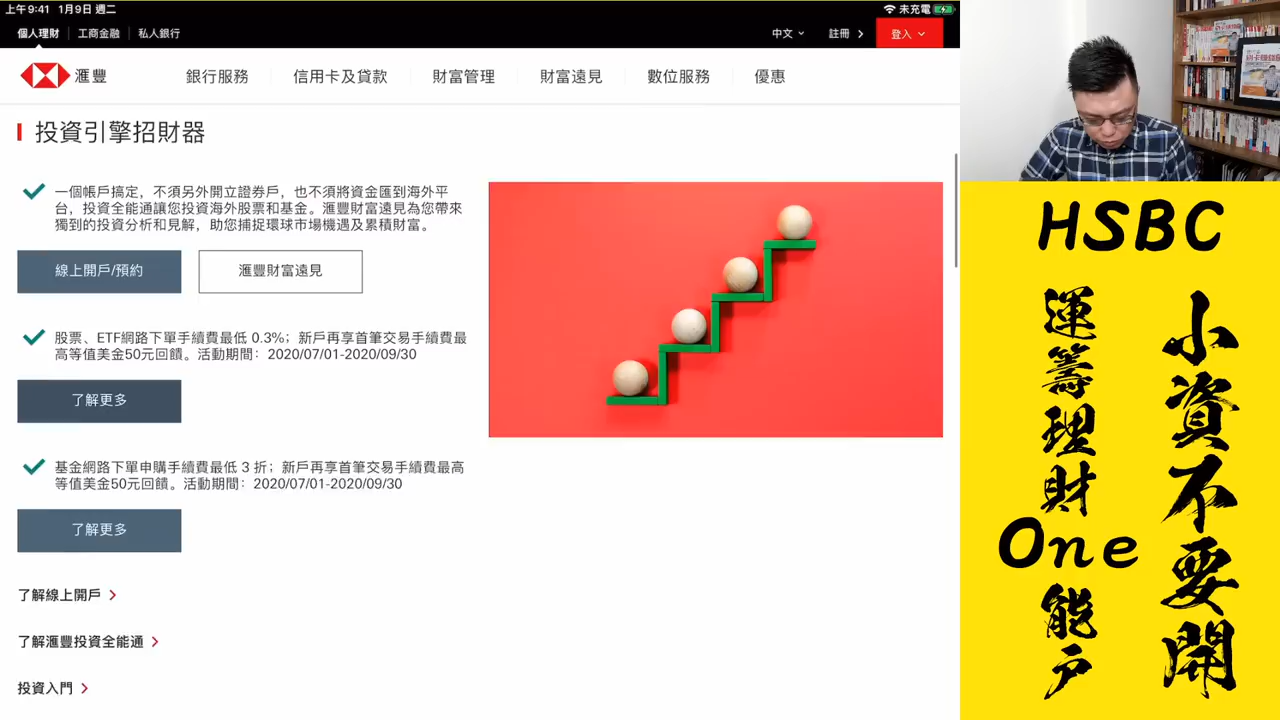 上午9:41 1月9日 週二
未充電
個人理財 工商金融 私人銀行
中文 註冊 登入
滙豐 銀行服務 信用卡及貸款 財富管理 財富遠見 數位服務 優惠
投資引擎招財器
一個帳戶搞定，不須另外開立證券戶，也不須將資金匯到海外平
台，投資全能通讓您投資海外股票和基金。滙豐財富遠見為您帶來
獨到的投資分析和見解，助您捕捉環球市場機遇及累積財富。
線上開戶/預約 滙豐財富遠見
股票、ETF網路下單手續費最低 0.3%；新戶再享首筆交易手續費最
高等值美金50元回饋。活動期間：2020/07/01-2020/09/30
了解更多
基金網路下單申購手續費最低 3 折；新戶再享首筆交易手續費最高
等值美金50元回饋。活動期間：2020/07/01-2020/09/30
了解更多
了解線上開戶
了解滙豐投資全能通
投資入門
HSBC
運籌理財One能戶
小資不要開